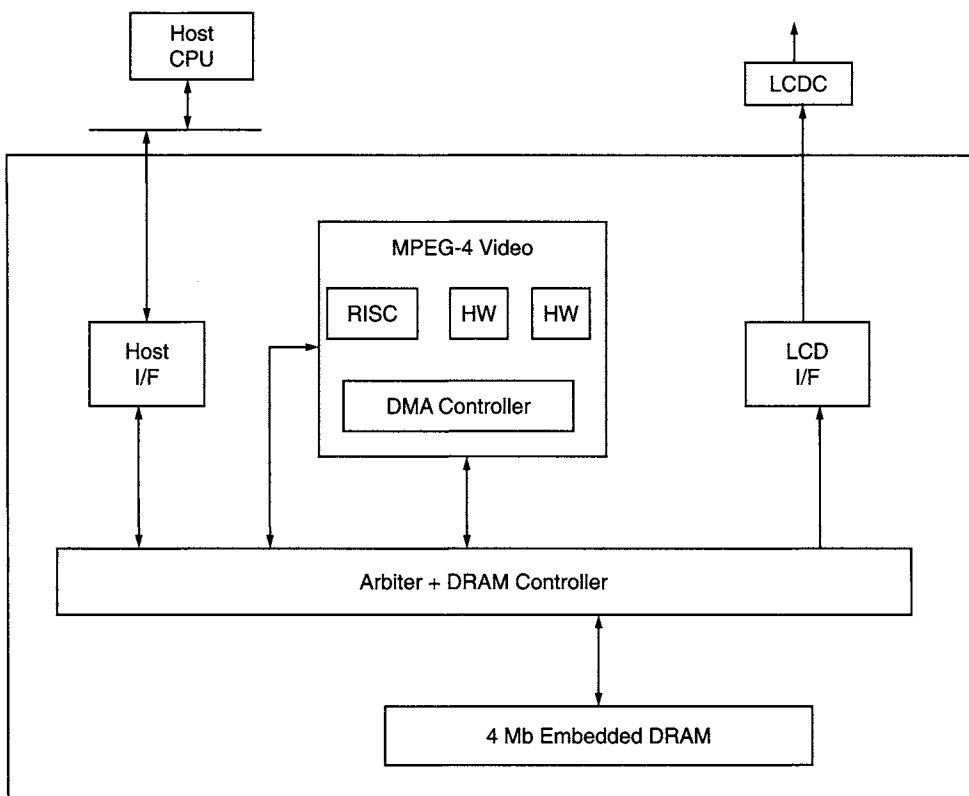 Host
CPU
LCDC
MPEG-4 Video
RISC
HW
HW
Host
I/F
LCD
I/F
DMA Controller
Arbiter + DRAM Controller
4 Mb Embedded DRAM